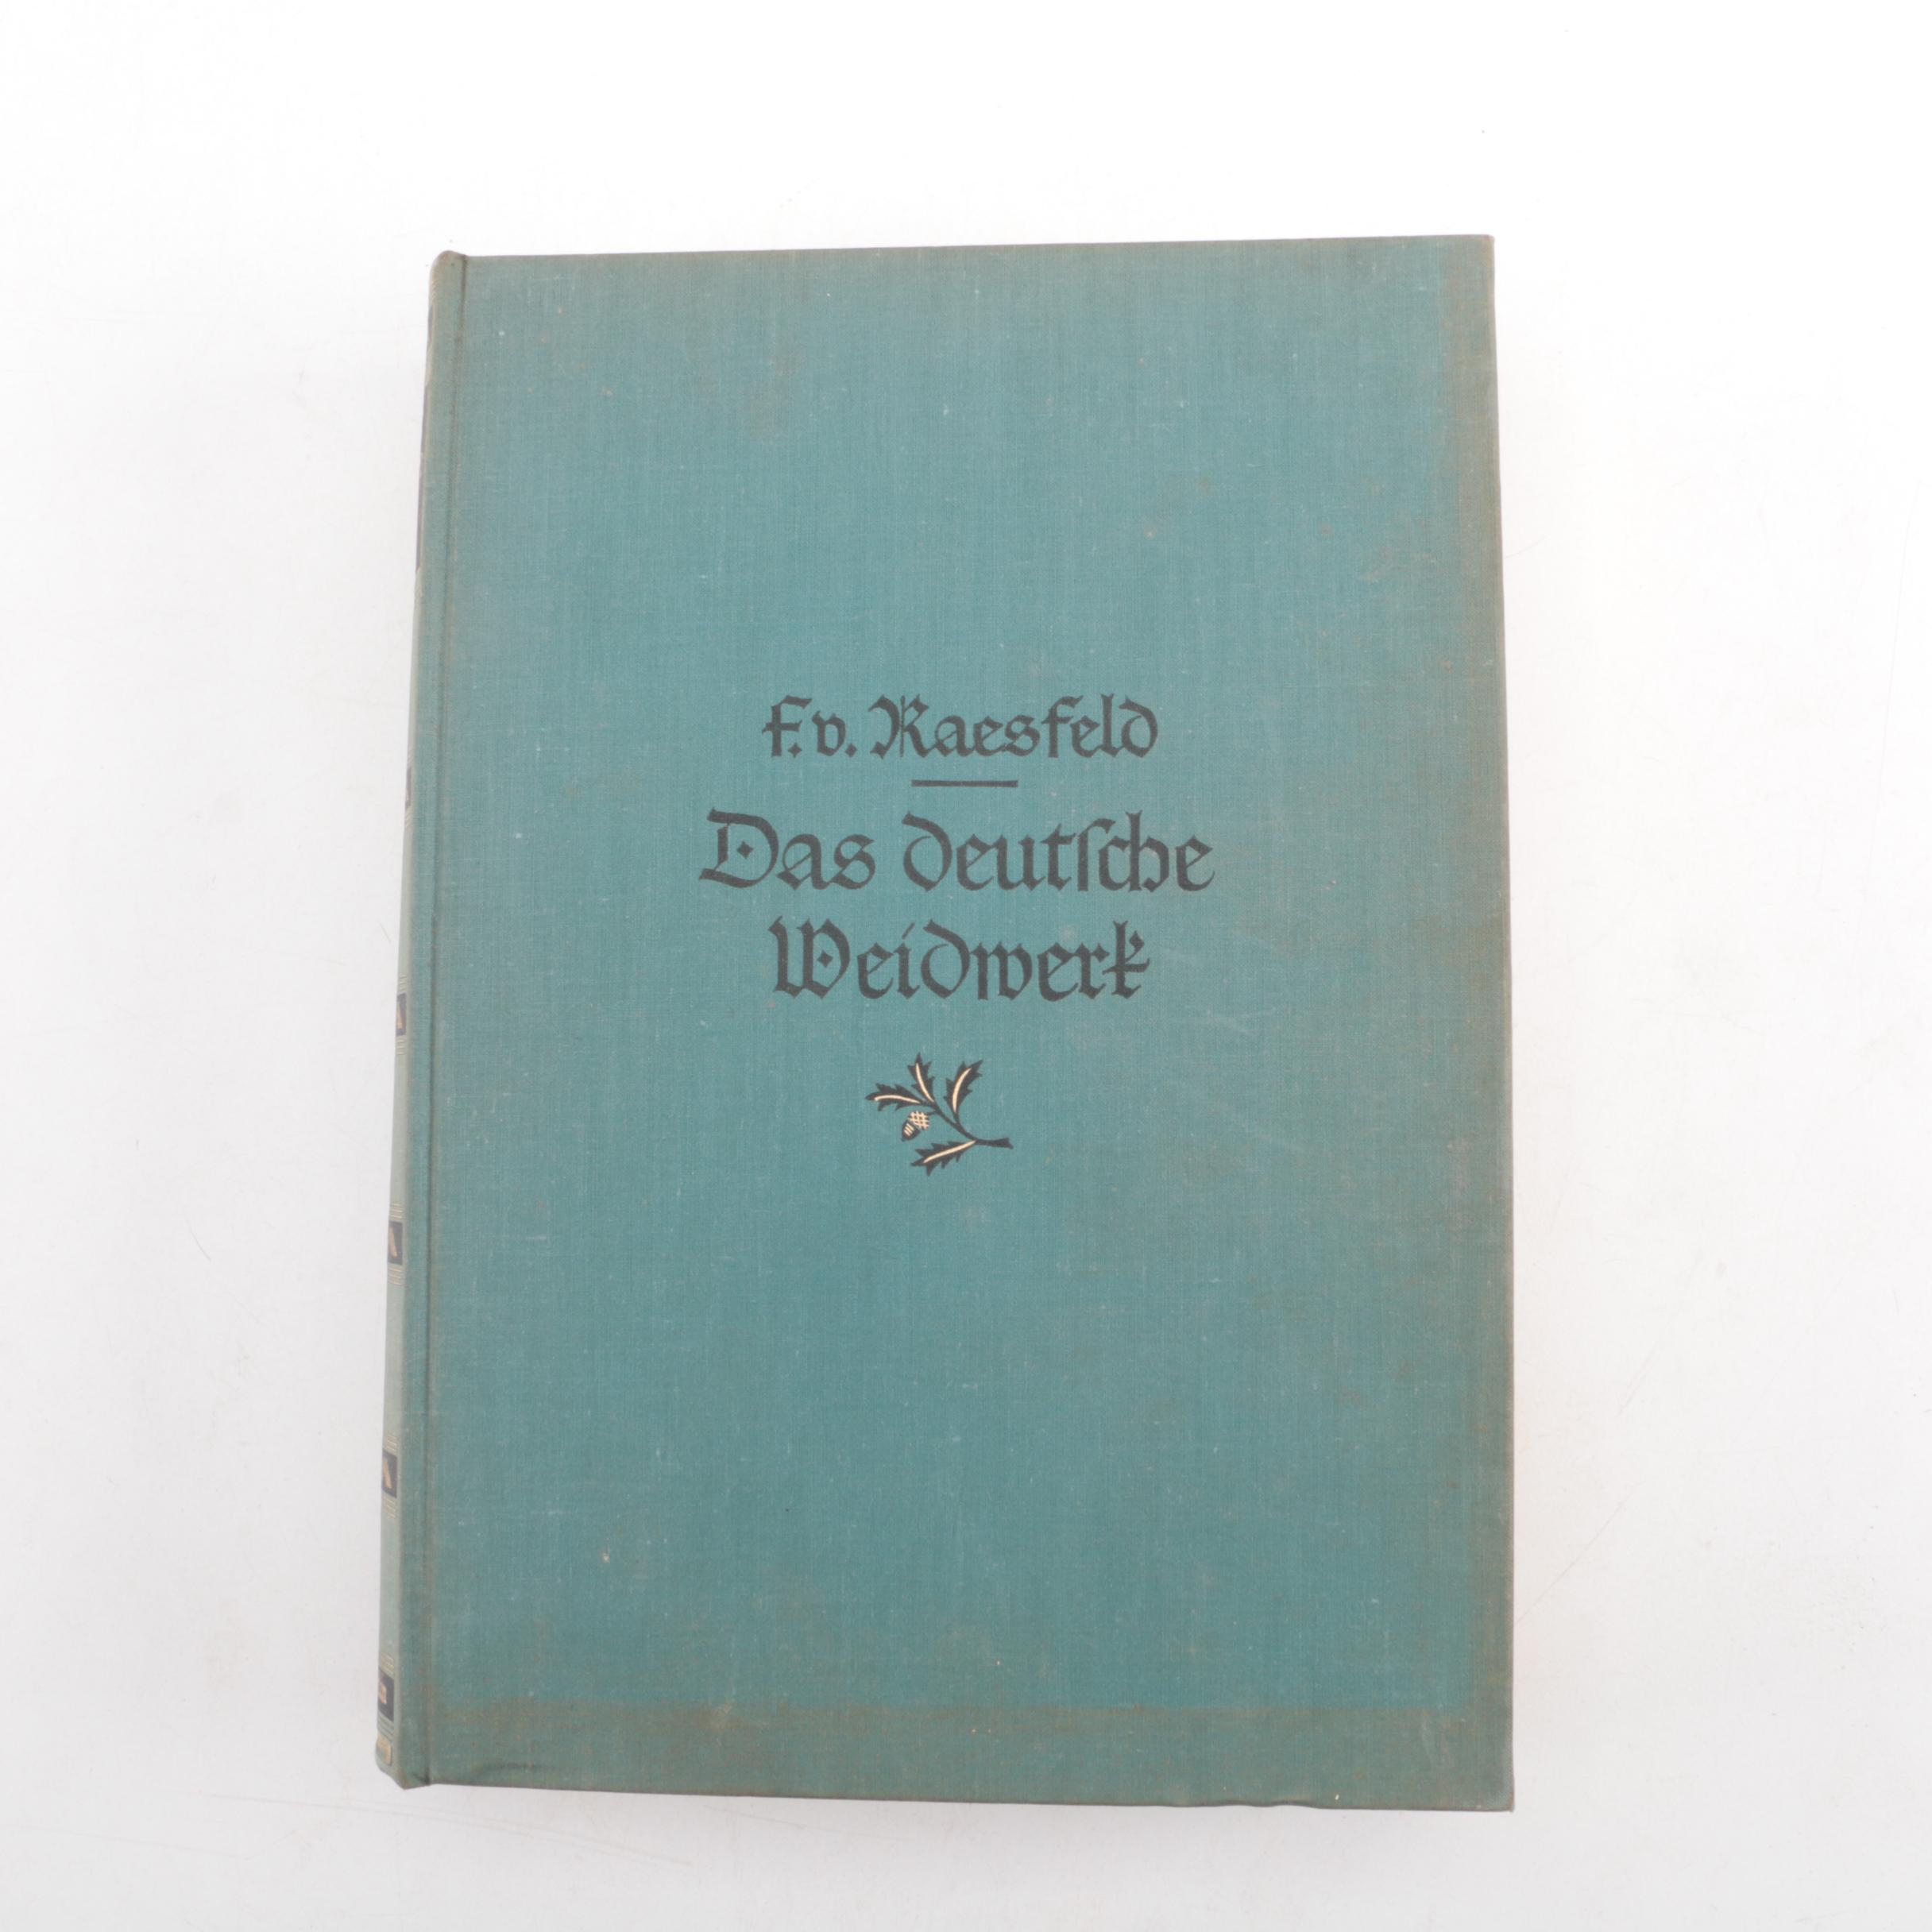 F. v. Raesfeld
Das deutſche
Weidwerk